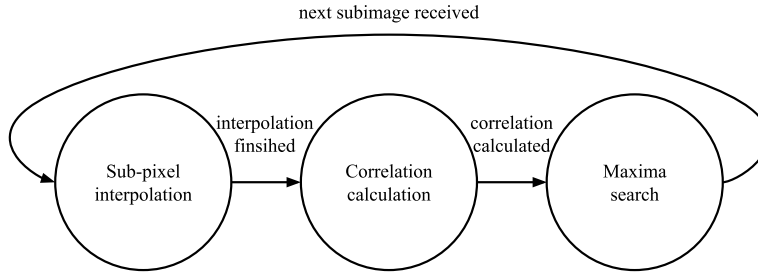 next subimage received
interpolation
finsihed
correlation
calculated
Sub-pixel
interpolation
Correlation
calculation
Maxima
search